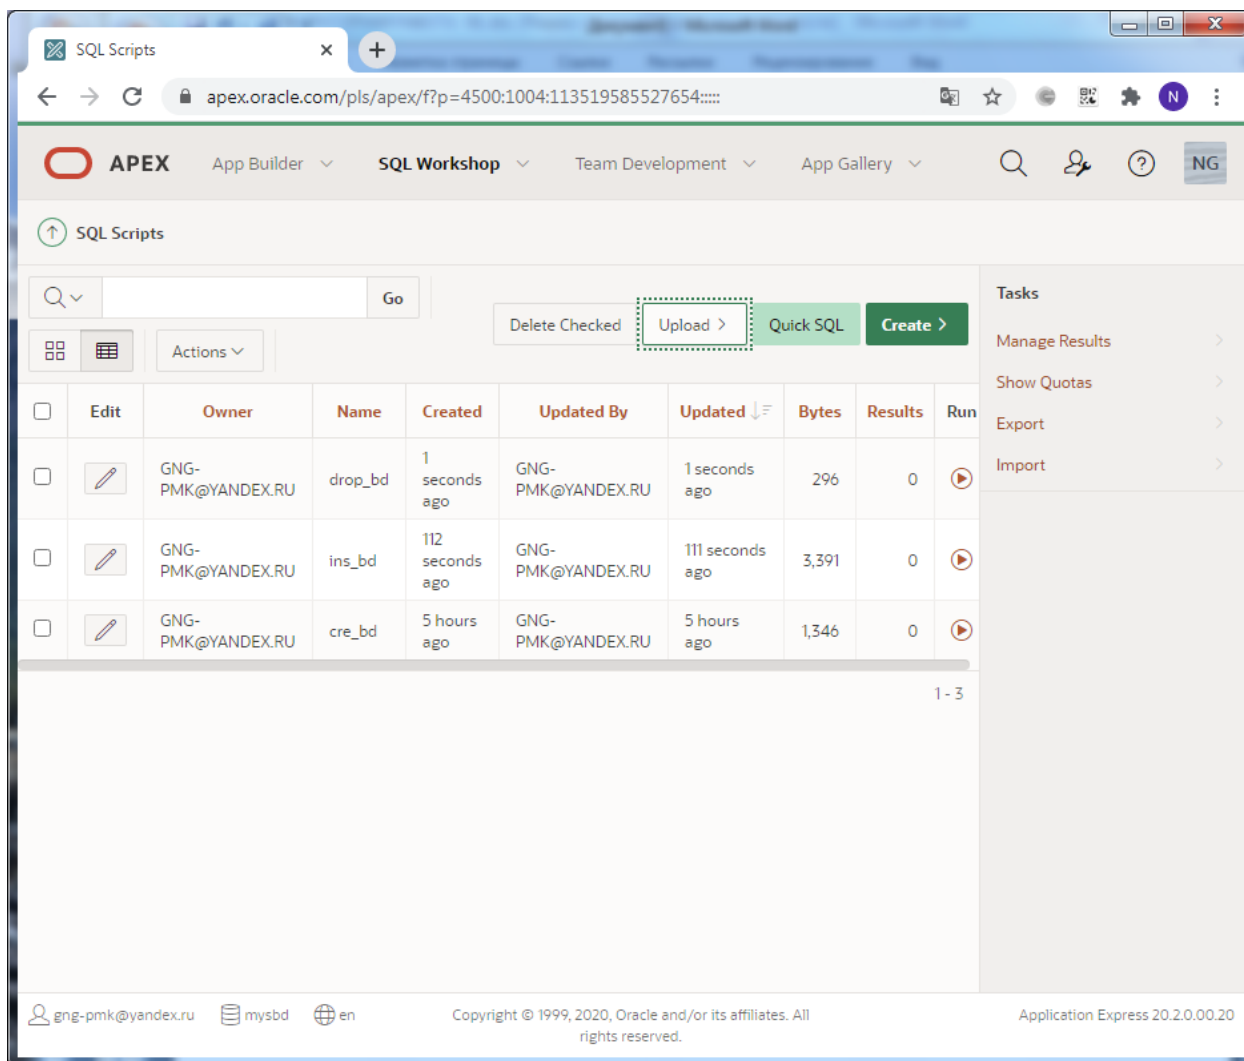 SQL Scripts
apex.oracle.com/pls/apex/f?p=4500:1004:113519585527654:::::
N
APEX App Builder SQL Workshop Team Development App Gallery NG
SQL Scripts
Go
Delete Checked Upload > Quick SQL Create >
Actions
Tasks
Manage Results
Show Quotas
Export
Import
Edit Owner Name Created Updated By Updated Bytes Results Run
GNG-
PMK@YANDEX.RU
drop_bd
1
seconds
ago
GNG-
PMK@YANDEX.RU
1 seconds
ago
296
0
GNG-
PMK@YANDEX.RU
ins_bd
112
seconds
ago
GNG-
PMK@YANDEX.RU
111 seconds
ago
3,391
0
GNG-
PMK@YANDEX.RU
cre_bd
5 hours
ago
GNG-
PMK@YANDEX.RU
5 hours
ago
1,346
0
1 - 3
gng-pmk@yandex.ru mysbd en
Copyright © 1999, 2020, Oracle and/or its affiliates. All
rights reserved.
Application Express 20.2.0.00.20